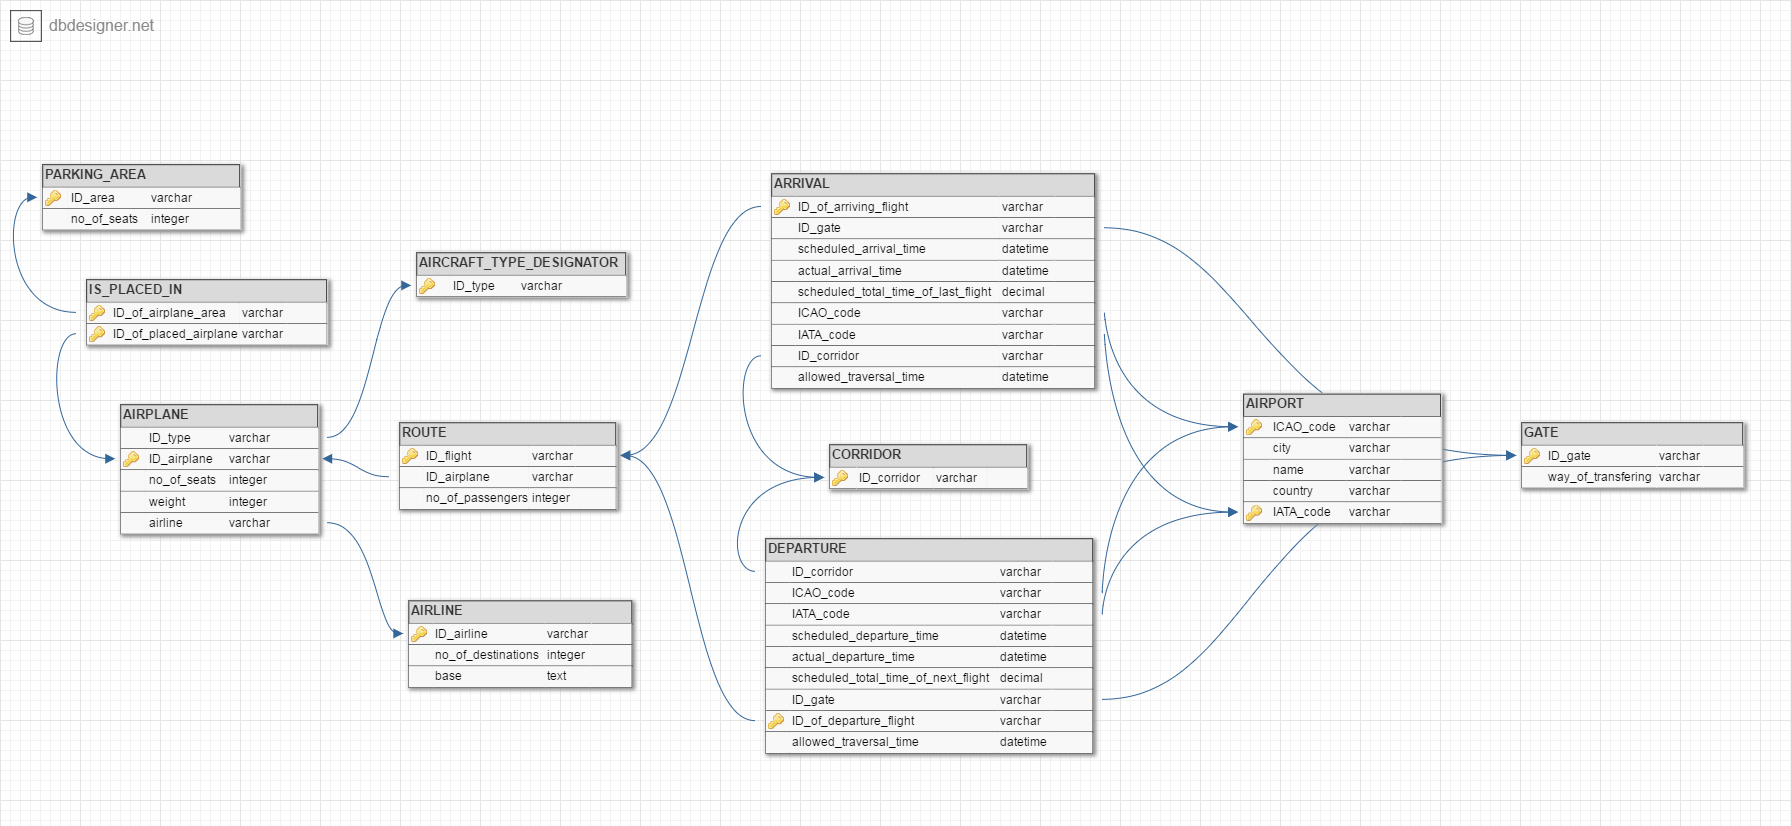 dbdesigner.net
PARKING_AREA
ID_area varchar
no_of_seats integer
IS_PLACED_IN
ID_of_airplane_area varchar
ID_of_placed_airplane varchar
AIRPLANE
ID_type varchar
ID_airplane varchar
no_of_seats integer
weight integer
airline varchar
AIRCRAFT_TYPE_DESIGNATOR
ID_type varchar
ROUTE
ID_flight varchar
ID_airplane varchar
no_of_passengers integer
AIRLINE
ID_airline varchar
no_of_destinations integer
base text
ARRIVAL
ID_of_arriving_flight varchar
ID_gate varchar
scheduled_arrival_time datetime
actual_arrival_time datetime
scheduled_total_time_of_last_flight decimal
ICAO_code varchar
IATA_code varchar
ID_corridor varchar
allowed_traversal_time datetime
CORRIDOR
ID_corridor varchar
DEPARTURE
ID_corridor varchar
ICAO_code varchar
IATA_code varchar
scheduled_departure_time datetime
actual_departure_time datetime
scheduled_total_time_of_next_flight decimal
ID_gate varchar
ID_of_departure_flight varchar
allowed_traversal_time datetime
AIRPORT
ICAO_code varchar
city varchar
name varchar
country varchar
IATA_code varchar
GATE
ID_gate varchar
way_of_transfering varchar